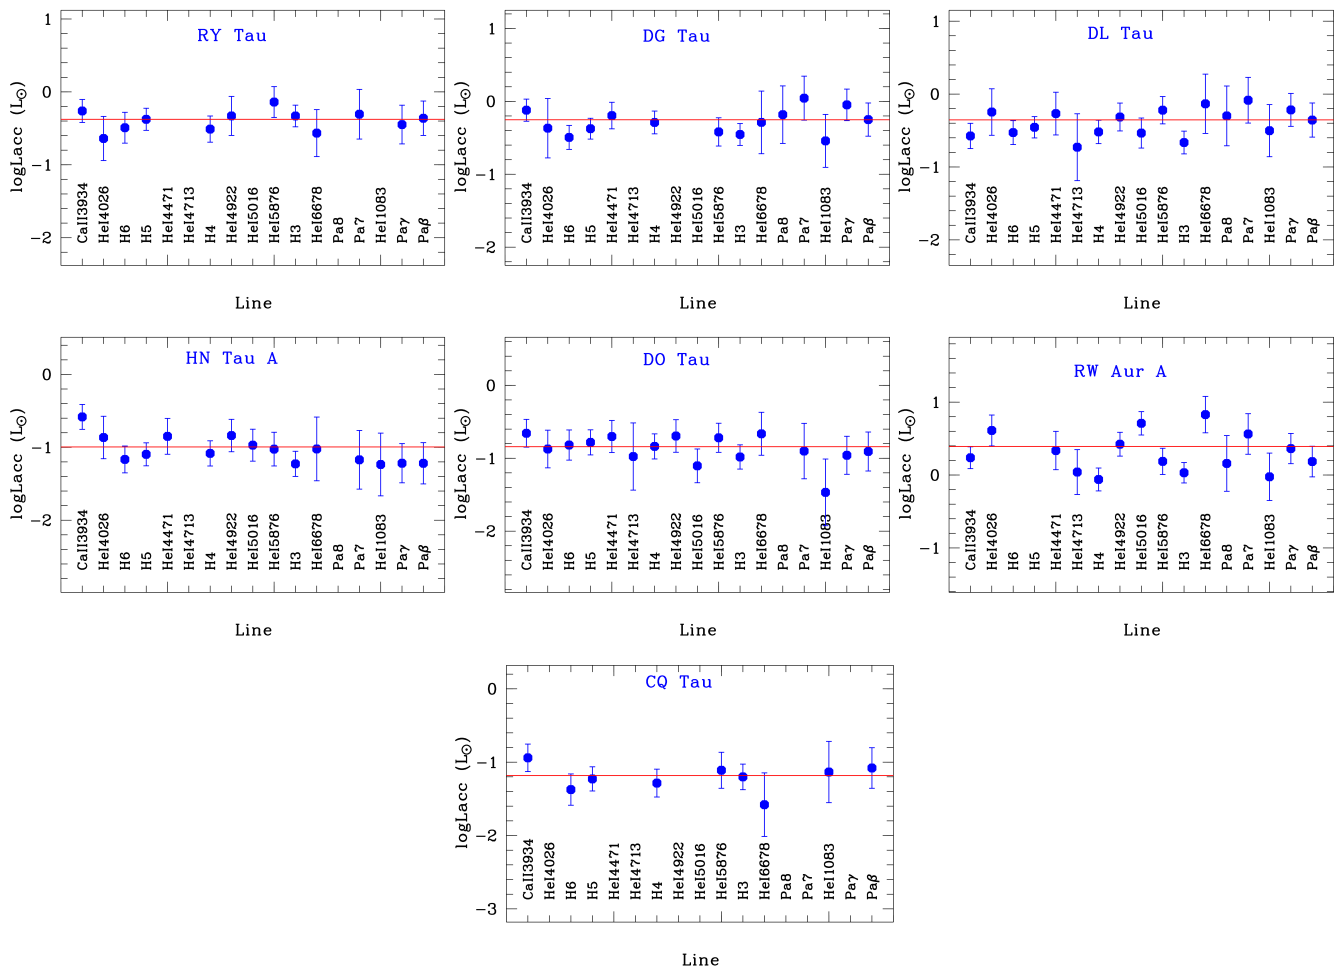 RY Tau
logLacc (L⊙)
1
0
−1
−2
CaII3934
HeI4026
H6
H5
HeI4471
HeI4713
H4
HeI4922
HeI5016
HeI5876
H3
HeI6678
Pa8
Pa7
HeI1083
Paγ
Paβ
Line
DG Tau
logLacc (L⊙)
1
0
−1
−2
CaII3934
HeI4026
H6
H5
HeI4471
HeI4713
H4
HeI4922
HeI5016
HeI5876
H3
HeI6678
Pa8
Pa7
HeI1083
Paγ
Paβ
Line
DL Tau
logLacc (L⊙)
1
0
−1
−2
CaII3934
HeI4026
H6
H5
HeI4471
HeI4713
H4
HeI4922
HeI5016
HeI5876
H3
HeI6678
Pa8
Pa7
HeI1083
Paγ
Paβ
Line
HN Tau A
logLacc (L⊙)
0
−1
−2
CaII3934
HeI4026
H6
H5
HeI4471
HeI4713
H4
HeI4922
HeI5016
HeI5876
H3
HeI6678
Pa8
Pa7
HeI1083
Paγ
Paβ
Line
DO Tau
logLacc (L⊙)
0
−1
−2
CaII3934
HeI4026
H6
H5
HeI4471
HeI4713
H4
HeI4922
HeI5016
HeI5876
H3
HeI6678
Pa8
Pa7
HeI1083
Paγ
Paβ
Line
RW Aur A
logLacc (L⊙)
1
0
−1
CaII3934
HeI4026
H6
H5
HeI4471
HeI4713
H4
HeI4922
HeI5016
HeI5876
H3
HeI6678
Pa8
Pa7
HeI1083
Paγ
Paβ
Line
CQ Tau
logLacc (L⊙)
0
−1
−2
−3
CaII3934
HeI4026
H6
H5
HeI4471
HeI4713
H4
HeI4922
HeI5016
HeI5876
H3
HeI6678
Pa8
Pa7
HeI1083
Paγ
Paβ
Line